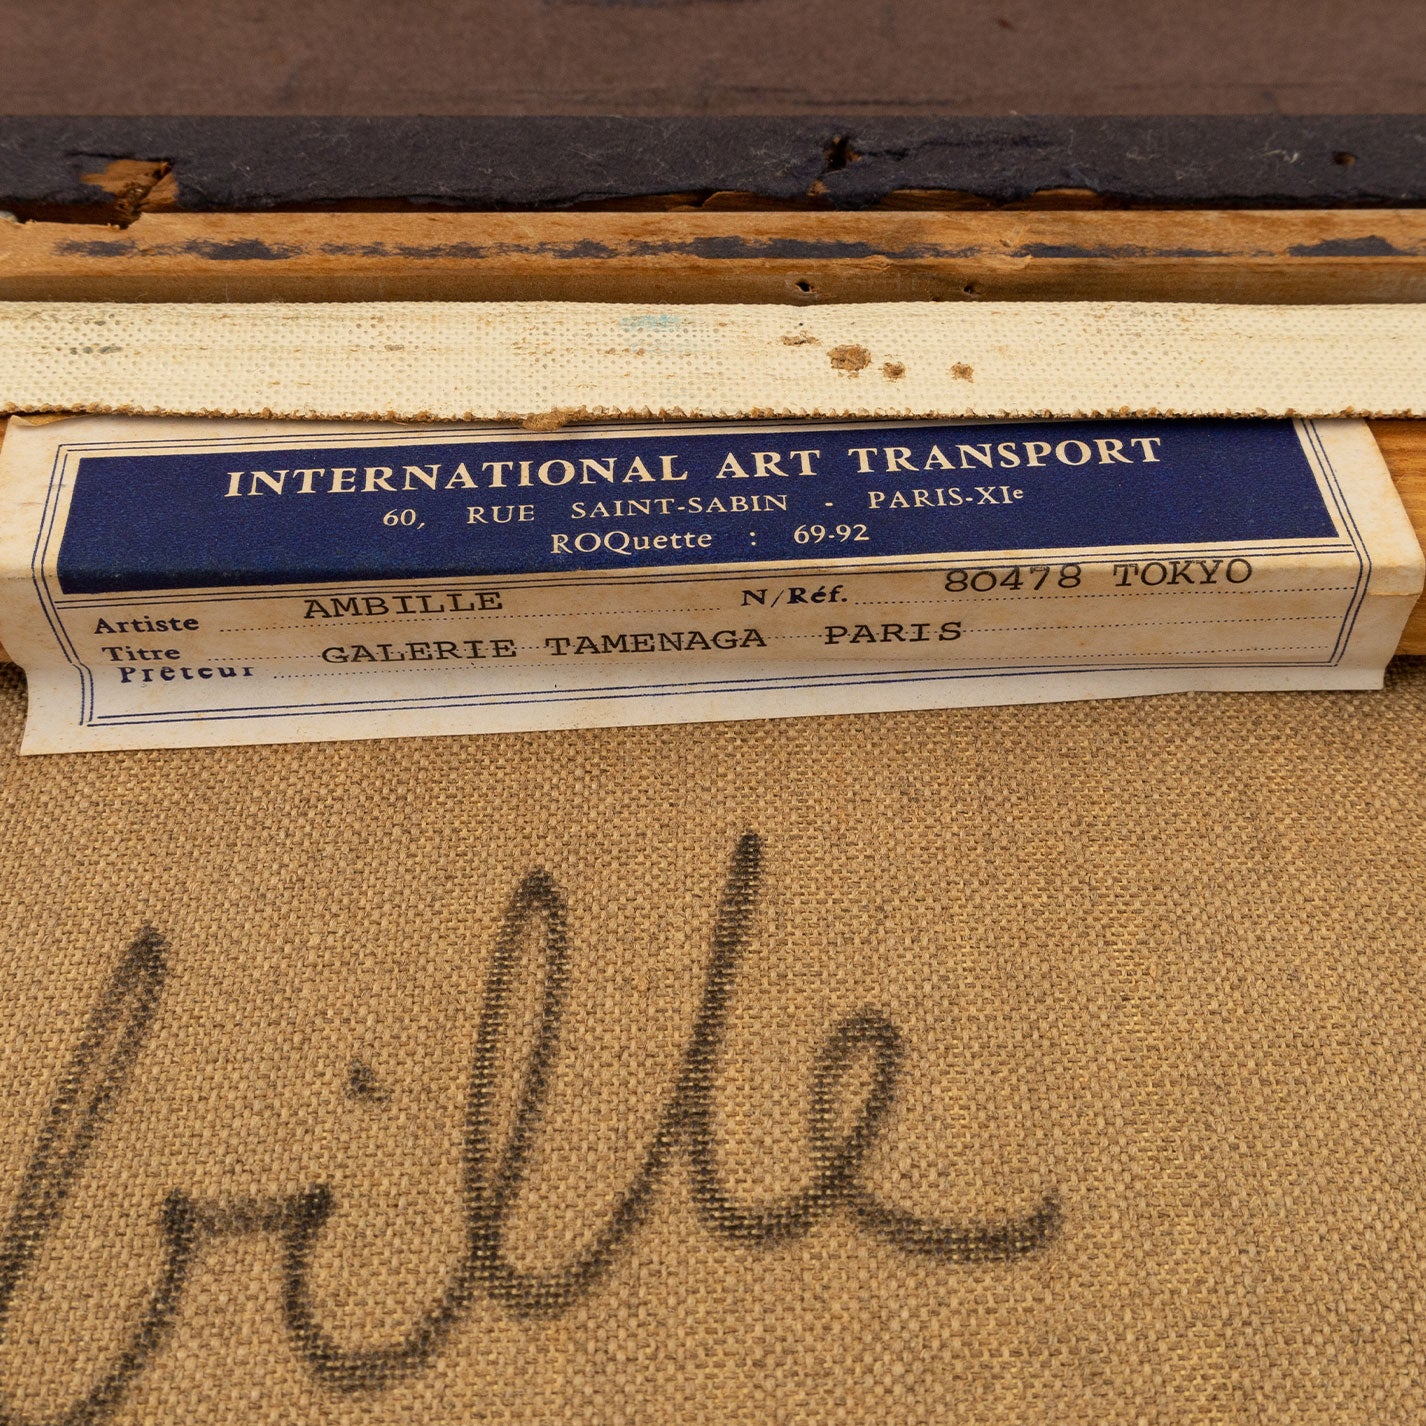 INTERNATIONAL ART TRANSPORT
60, RUE SAINT-SABIN - PARIS-XIe
ROQuette : 69-92
Artiste AMBILLE N/Réf. 80478 TOKYO
Titre
Prêteur GALERIE TAMENAGA PARIS
bille